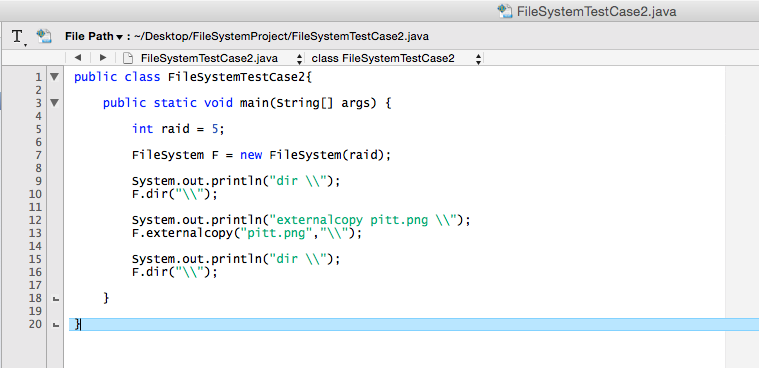 FileSystemTestCase2.java
T File Path ▾ : ~/Desktop/FileSystemProject/FileSystemTestCase2.java
FileSystemTestCase2.java class FileSystemTestCase2
1 public class FileSystemTestCase2{
2
3 public static void main(String[] args) {
4
5 int raid = 5;
6
7 FileSystem F = new FileSystem(raid);
8
9 System.out.println("dir \\");
10 F.dir("\\");
11
12 System.out.println("externalcopy pitt.png \\");
13 F.externalcopy("pitt.png","\\");
14
15 System.out.println("dir \\");
16 F.dir("\\");
17
18 }
19
20 }